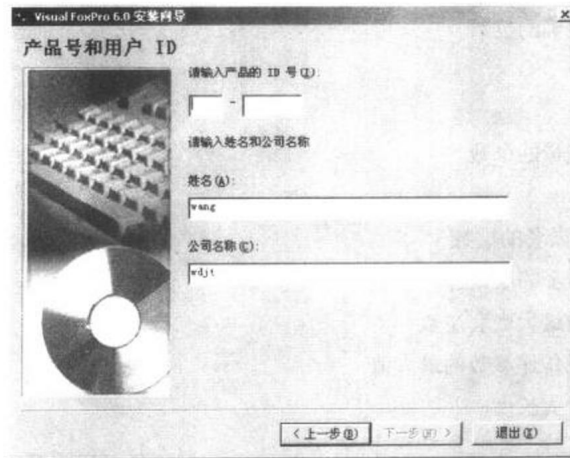 Visual FoxPro 6.0 安装向导
产品号和用户 ID
请输入产品的 ID 号(I):
-
请输入姓名和公司名称
姓名(A):
wang
公司名称(C):
wdjt
< 上一步(B)
下一步(N) >
退出(X)